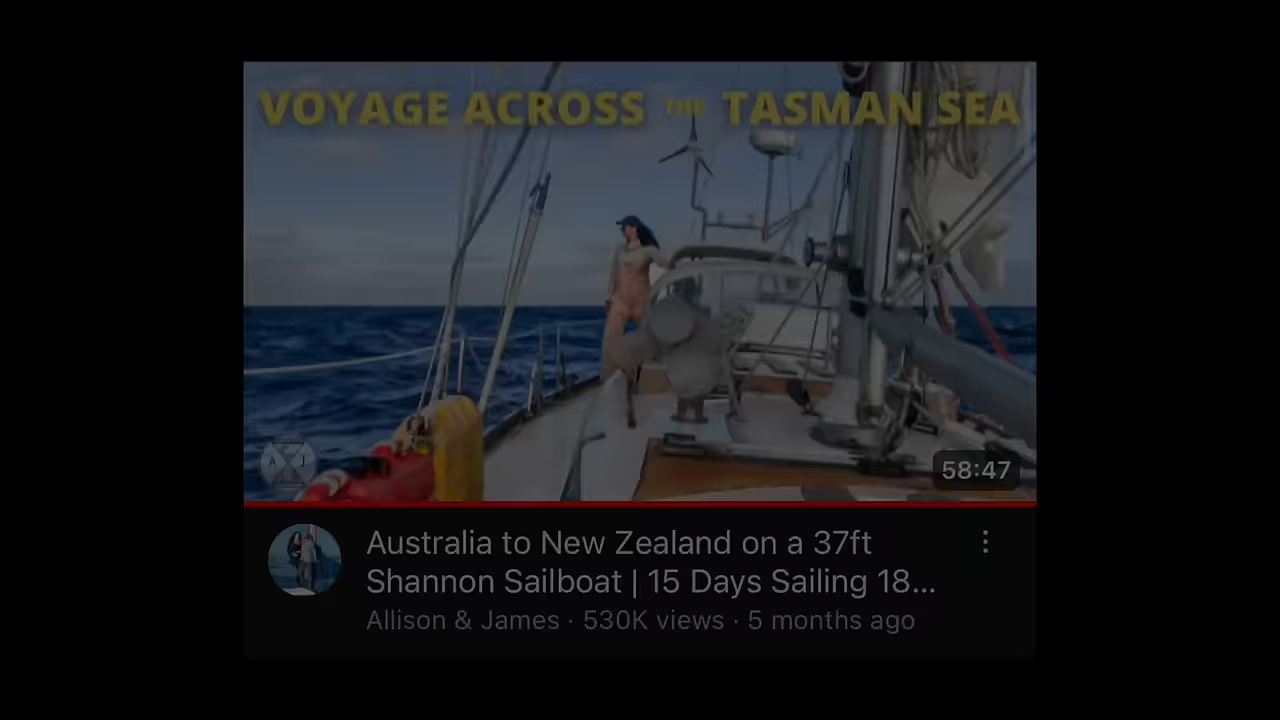 VOYAGE ACROSS THE TASMAN SEA
A J
58:47
Australia to New Zealand on a 37ft
Shannon Sailboat | 15 Days Sailing 18...
Allison & James · 530K views · 5 months ago